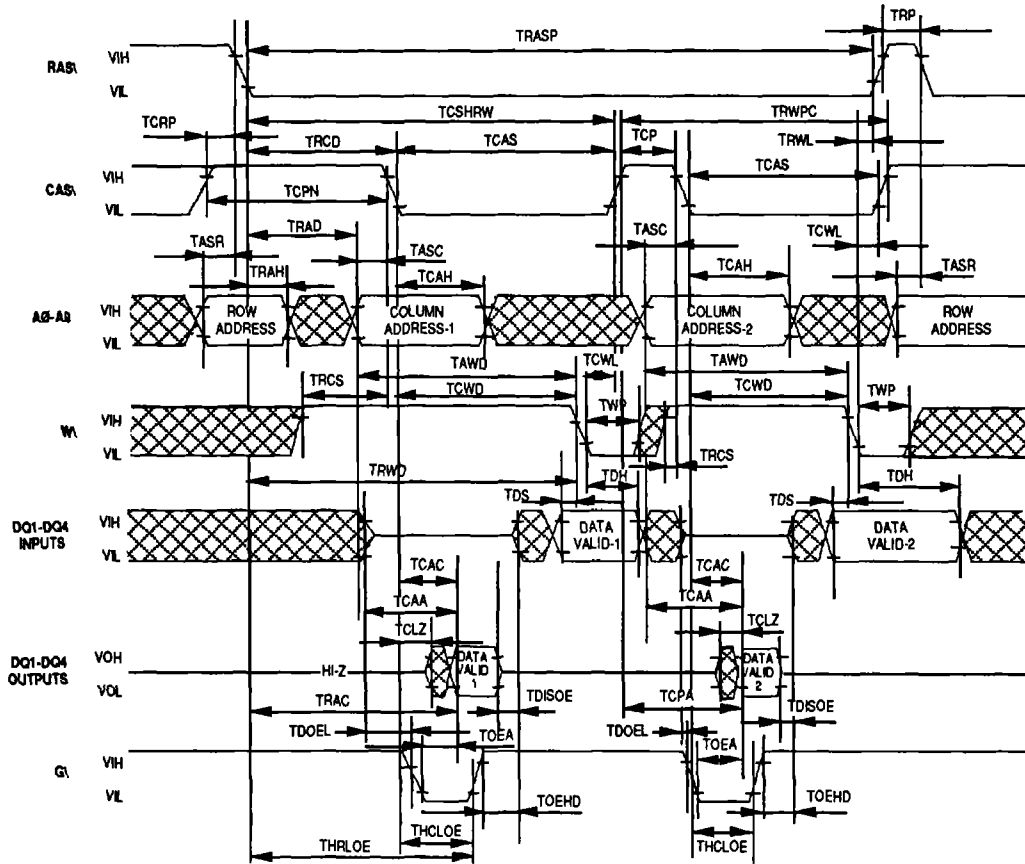 TRP
TRASP
RAS\
VIH
VIL
TCSHRW
TRWPC
TCRP
TRCD
TCAS
TCP
TRWL
CAS\
VIH
VIL
TCPN
TCAS
TRAD
TASR
TASC
TASC
TCWL
TRAH
TCAH
TCAH
TASR
A0-A9
VIH
VIL
ROW
ADDRESS
COLUMN
ADDRESS-1
COLUMN
ADDRESS-2
ROW
ADDRESS
TAWD
TCWL
TAWD
TRCS
TCWD
TCWD
W\
VIH
VIL
TWP
TWP
TRCS
TRWD
TDH
TDH
TDS
TDS
DQ1-DQ4
INPUTS
VIH
VIL
DATA
VALID-1
DATA
VALID-2
TCAC
TCAC
TCAA
TCAA
TCLZ
TCLZ
DQ1-DQ4
OUTPUTS
VOH
VOL
HI-Z
DATA
VALID
1
DATA
VALID
2
TRAC
TDISOE
TCPA
TDISOE
TDOEL
TOEA
TDOEL
TOEA
G\
VIH
VIL
TOEHD
TOEHD
THCLOE
THCLOE
THRLOE